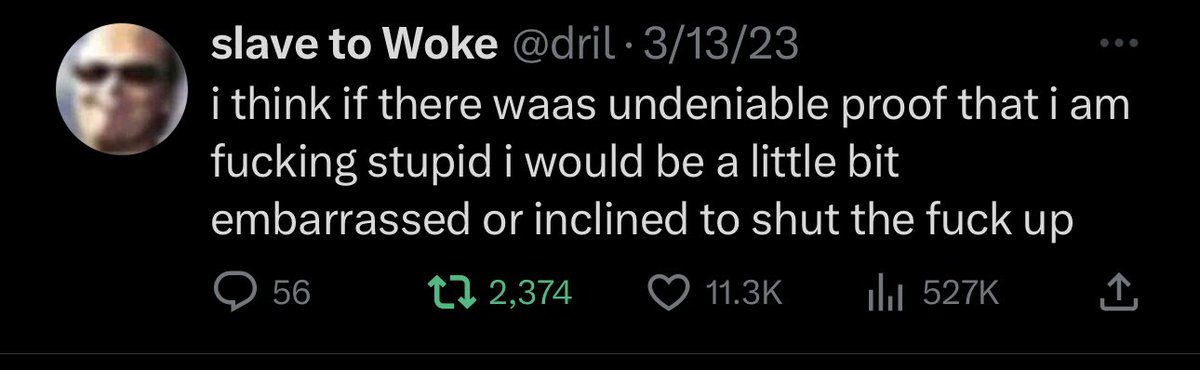 slave to Woke @dril · 3/13/23
i think if there waas undeniable proof that i am
fucking stupid i would be a little bit
embarrassed or inclined to shut the fuck up
56 2,374 11.3K 527K